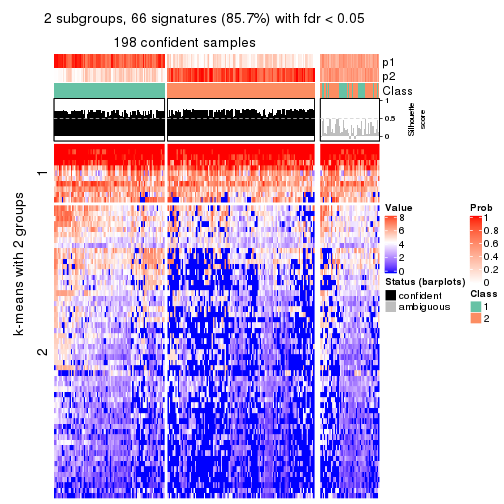 2 subgroups, 66 signatures (85.7%) with fdr < 0.05
198 confident samples
p1
p2
Class
1
0.5
0
Silhouette
score
k-means with 2 groups
1
2
Value
8
6
4
2
0
Status (barplots)
confident
ambiguous
Prob
1
0.8
0.6
0.4
0.2
0
Class
1
2